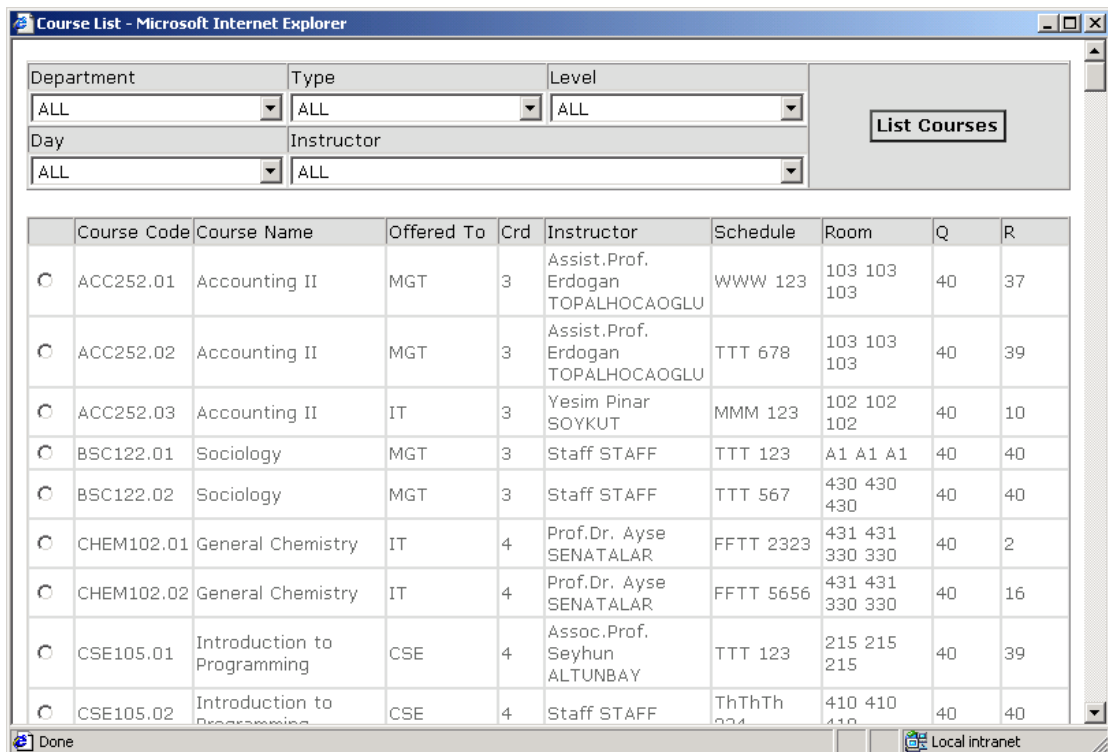 Course List - Microsoft Internet Explorer
Department Type Level
ALL ALL ALL
List Courses
Day Instructor
ALL ALL
Course Code Course Name Offered To Crd Instructor Schedule Room Q R
ACC252.01 Accounting II MGT 3 Assist.Prof. Erdogan TOPALHOCAOGLU WWW 123 103 103 103 40 37
ACC252.02 Accounting II MGT 3 Assist.Prof. Erdogan TOPALHOCAOGLU TTT 678 103 103 103 40 39
ACC252.03 Accounting II IT 3 Yesim Pinar SOYKUT MMM 123 102 102 102 40 10
BSC122.01 Sociology MGT 3 Staff STAFF TTT 123 A1 A1 A1 40 40
BSC122.02 Sociology MGT 3 Staff STAFF TTT 567 430 430 430 40 40
CHEM102.01 General Chemistry IT 4 Prof.Dr. Ayse SENATALAR FFTT 2323 431 431 330 330 40 2
CHEM102.02 General Chemistry IT 4 Prof.Dr. Ayse SENATALAR FFTT 5656 431 431 330 330 40 16
CSE105.01 Introduction to Programming CSE 4 Assoc.Prof. Seyhun ALTUNBAY TTT 123 215 215 215 40 39
CSE105.02 Introduction to Programming CSE 4 Staff STAFF ThThTh 410 410 40 40
Done Local intranet